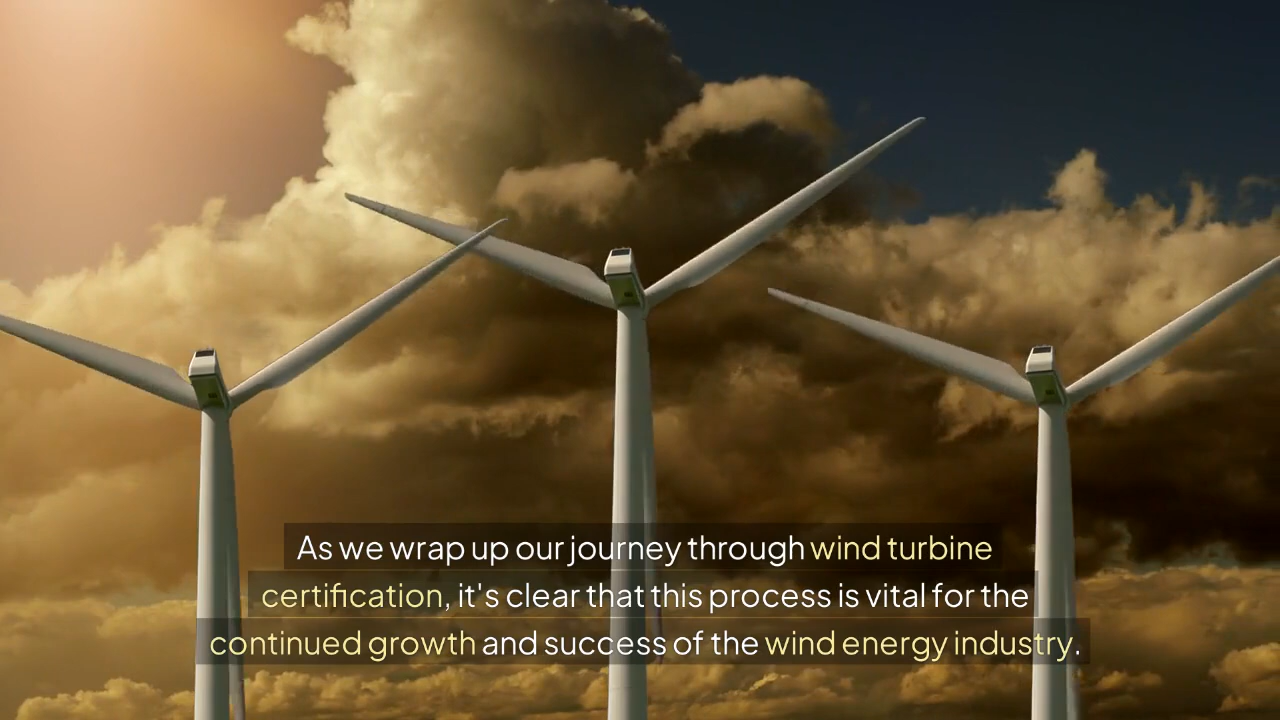 As we wrap up our journey through wind turbine
certification, it's clear that this process is vital for the
continued growth and success of the wind energy industry.